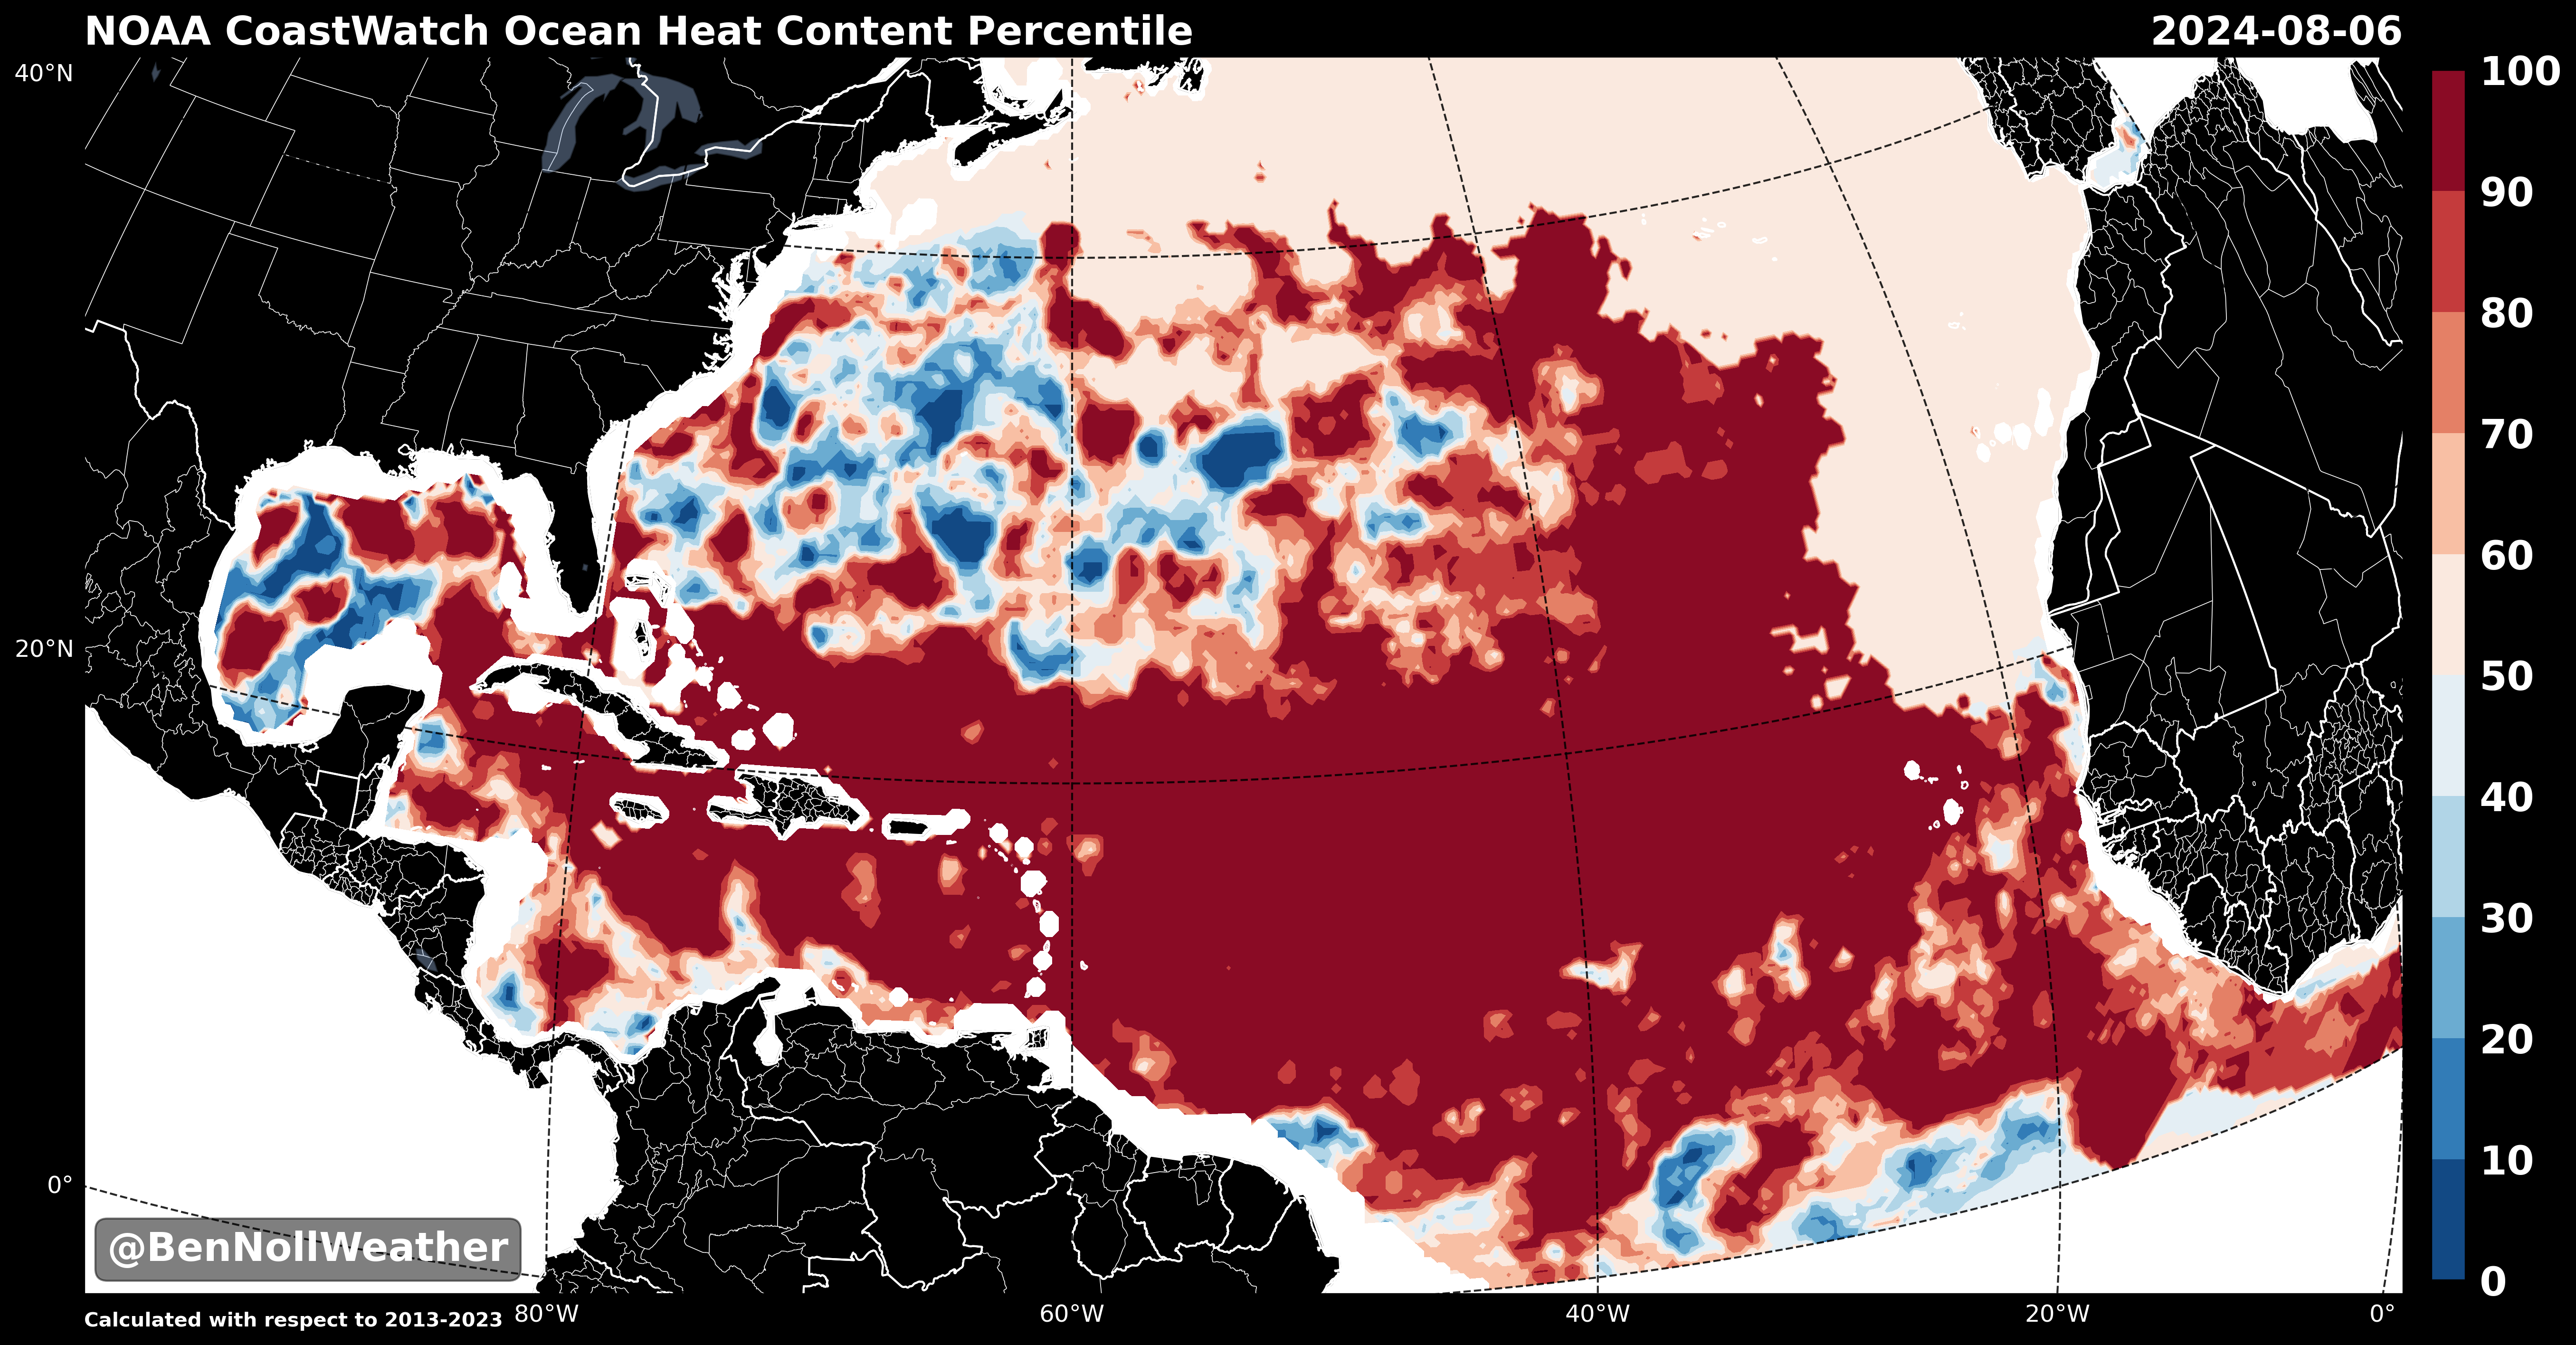 NOAA CoastWatch Ocean Heat Content Percentile 2024-08-06
40°N
20°N
0°
100
90
80
70
60
50
40
30
20
10
0
@BenNollWeather
Calculated with respect to 2013-2023
80°W 60°W 40°W 20°W 0°